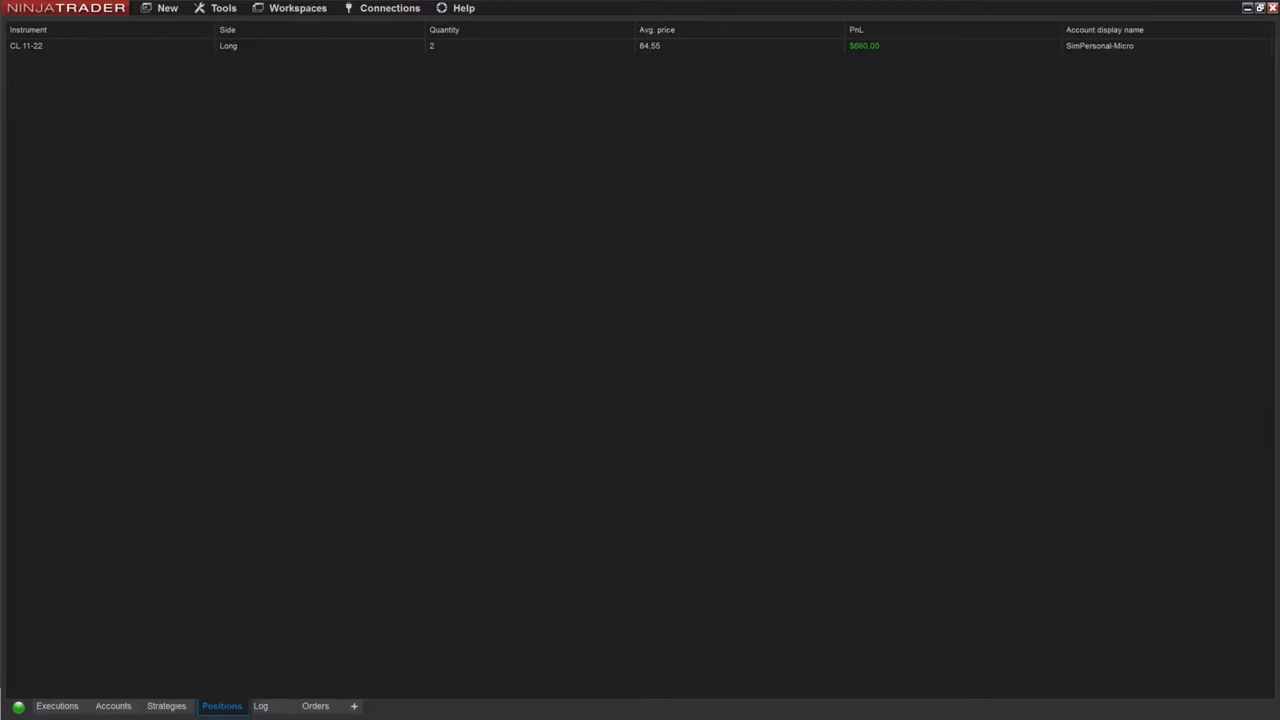 NINJATRADER New Tools Workspaces Connections Help
Instrument Side Quantity Avg. price PnL Account display name
CL 11-22 Long 2 84.55 $660.00 SimPersonal-Micro
Executions Accounts Strategies Positions Log Orders +